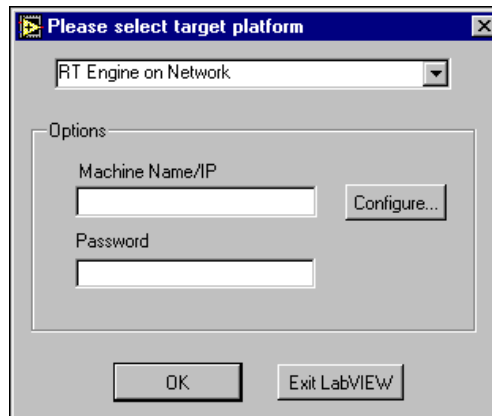 Please select target platform
RT Engine on Network
Options
Machine Name/IP
Configure...
Password
OK
Exit LabVIEW